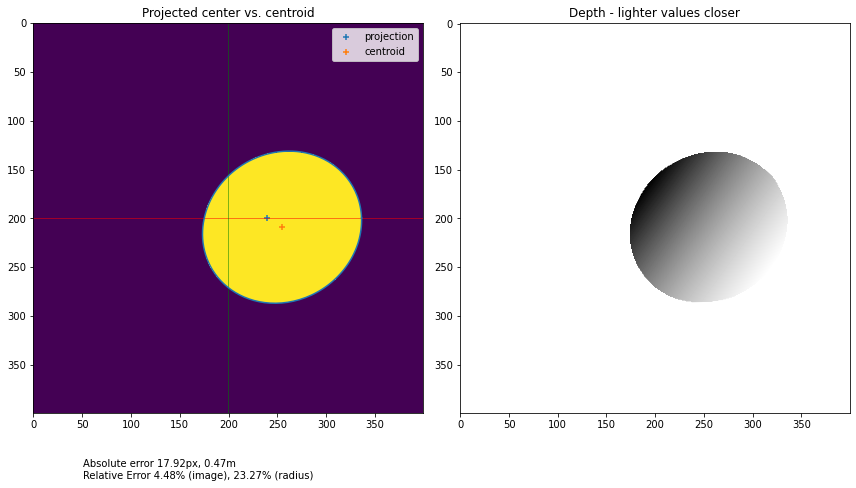 Projected center vs. centroid
projection
centroid
0
50
100
150
200
250
300
350
0 50 100 150 200 250 300 350
Depth - lighter values closer
0
50
100
150
200
250
300
350
0 50 100 150 200 250 300 350
Absolute error 17.92px, 0.47m
Relative Error 4.48% (image), 23.27% (radius)